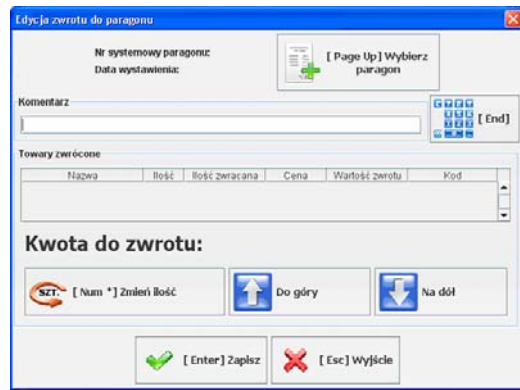 Edycja zwrotu do paragonu
Nr systemowy paragonu:
Data wystawienia:
[ Page Up ] Wybierz
paragon
Komentarz
[ End]
Towary zwrócone
Nazwa Ilość Ilość zwracana Cena Wartość zwrotu Kod
Kwota do zwrotu:
SZT. [ Num *] Zmień ilość
Do góry
Na dół
[ Enter] Zapisz
[ Esc] Wyjście